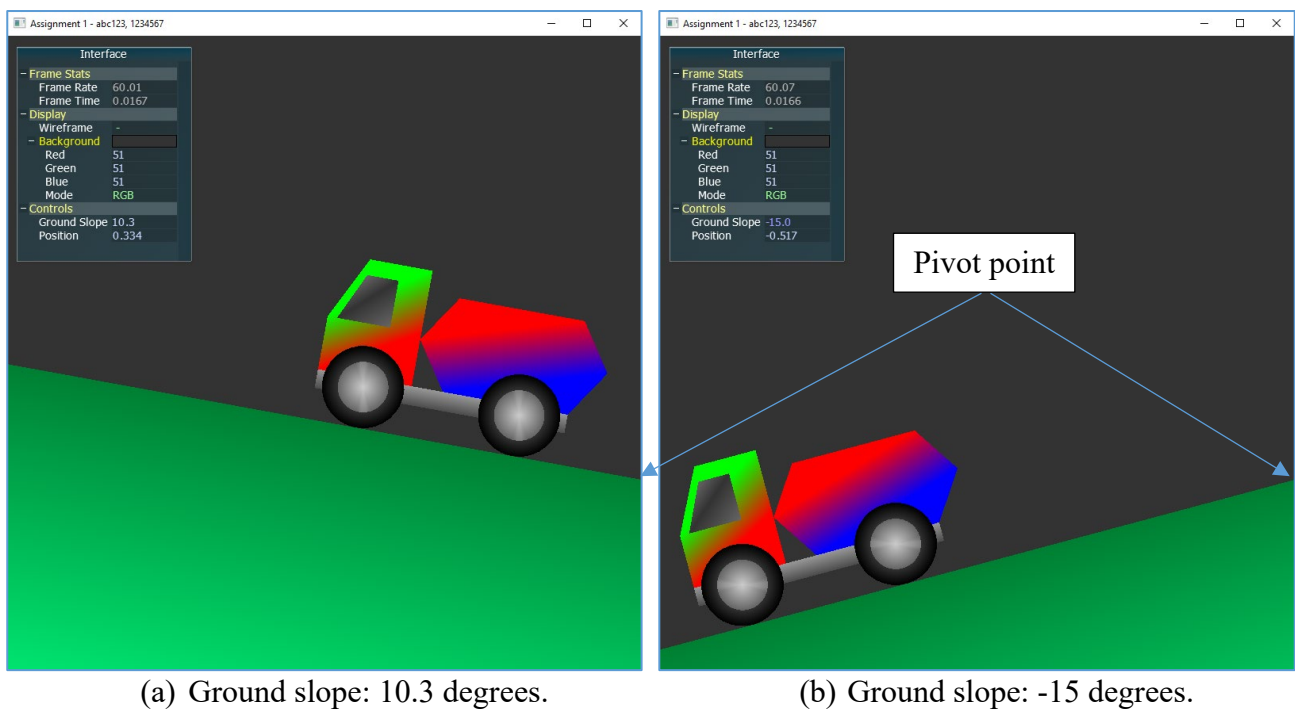 Assignment 1 - abc123, 1234567
Interface
Frame Stats
Frame Rate 60.01
Frame Time 0.0167
Display
Wireframe -
Background
Red 51
Green 51
Blue 51
Mode RGB
Controls
Ground Slope 10.3
Position 0.334
(a) Ground slope: 10.3 degrees.
Assignment 1 - abc123, 1234567
Interface
Frame Stats
Frame Rate 60.07
Frame Time 0.0166
Display
Wireframe -
Background
Red 51
Green 51
Blue 51
Mode RGB
Controls
Ground Slope -15.0
Position -0.517
Pivot point
(b) Ground slope: -15 degrees.